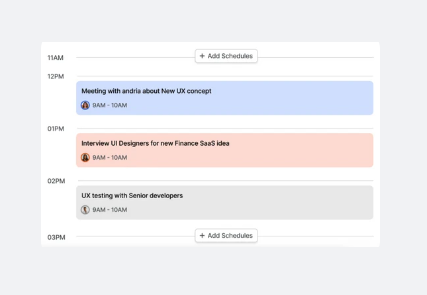 11AM
+ Add Schedules
12PM
Meeting with andria about New UX concept
9AM - 10AM
01PM
Interview UI Designers for new Finance SaaS idea
9AM - 10AM
02PM
UX testing with Senior developers
9AM - 10AM
03PM
+ Add Schedules